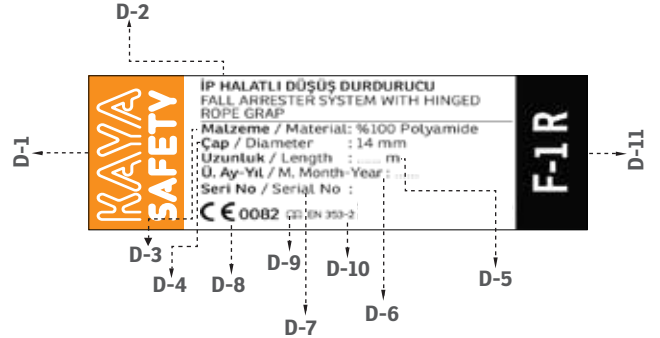 D-2
D-1
KAYA
SAFETY
İP HALATLI DÜŞÜŞ DURDURUCU
FALL ARRESTER SYSTEM WITH HINGED
ROPE GRAP
Malzeme / Material: %100 Polyamide
Çap / Diameter : 14 mm
Uzunluk / Length : ...... m
Ü. Ay-Yıl / M. Month-Year : ......
Seri No / Serial No :
CE 0082 EN 353-2
F-1 R
D-11
D-3
D-4
D-8
D-9
D-10
D-5
D-7
D-6